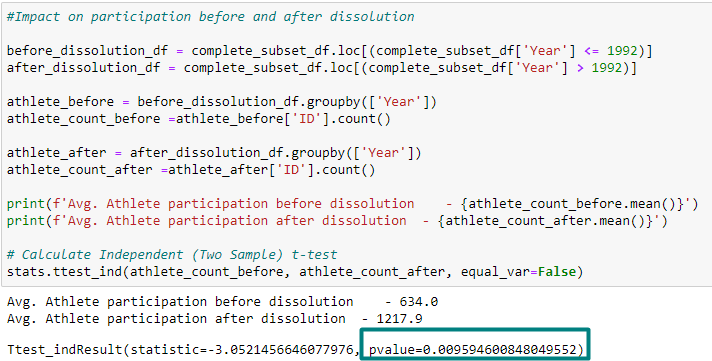 #Impact on participation before and after dissolution
before_dissolution_df = complete_subset_df.loc[(complete_subset_df['Year'] <= 1992)]
after_dissolution_df = complete_subset_df.loc[(complete_subset_df['Year'] > 1992)]
athlete_before = before_dissolution_df.groupby(['Year'])
athlete_count_before =athlete_before['ID'].count()
athlete_after = after_dissolution_df.groupby(['Year'])
athlete_count_after =athlete_after['ID'].count()
print(f'Avg. Athlete participation before dissolution    - {athlete_count_before.mean()}')
print(f'Avg. Athlete participation after dissolution  - {athlete_count_after.mean()}')
# Calculate Independent (Two Sample) t-test
stats.ttest_ind(athlete_count_before, athlete_count_after, equal_var=False)
Avg. Athlete participation before dissolution    - 634.0
Avg. Athlete participation after dissolution  - 1217.9
Ttest_indResult(statistic=-3.0521456646077976, pvalue=0.009594600848049552)